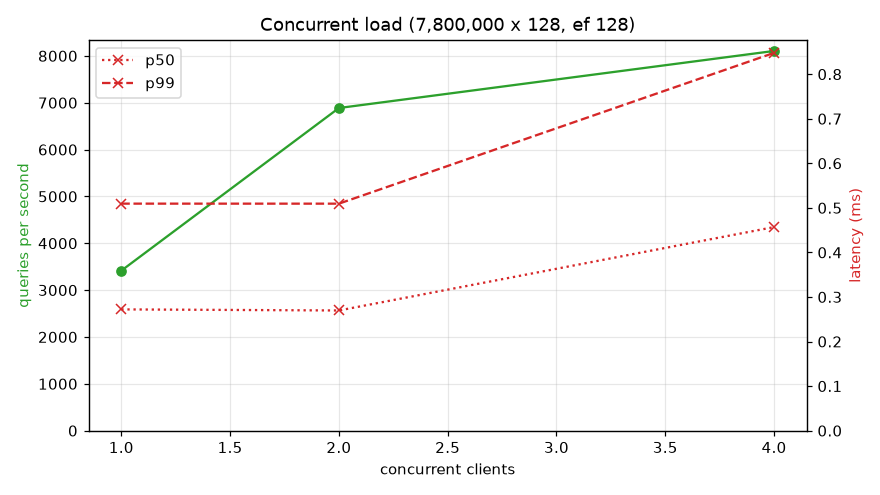 Concurrent load (7,800,000 x 128, ef 128)
p50
p99
queries per second
8000
7000
6000
5000
4000
3000
2000
1000
0
0.8
0.7
0.6
0.5
0.4
0.3
0.2
0.1
0.0
latency (ms)
1.0 1.5 2.0 2.5 3.0 3.5 4.0
concurrent clients